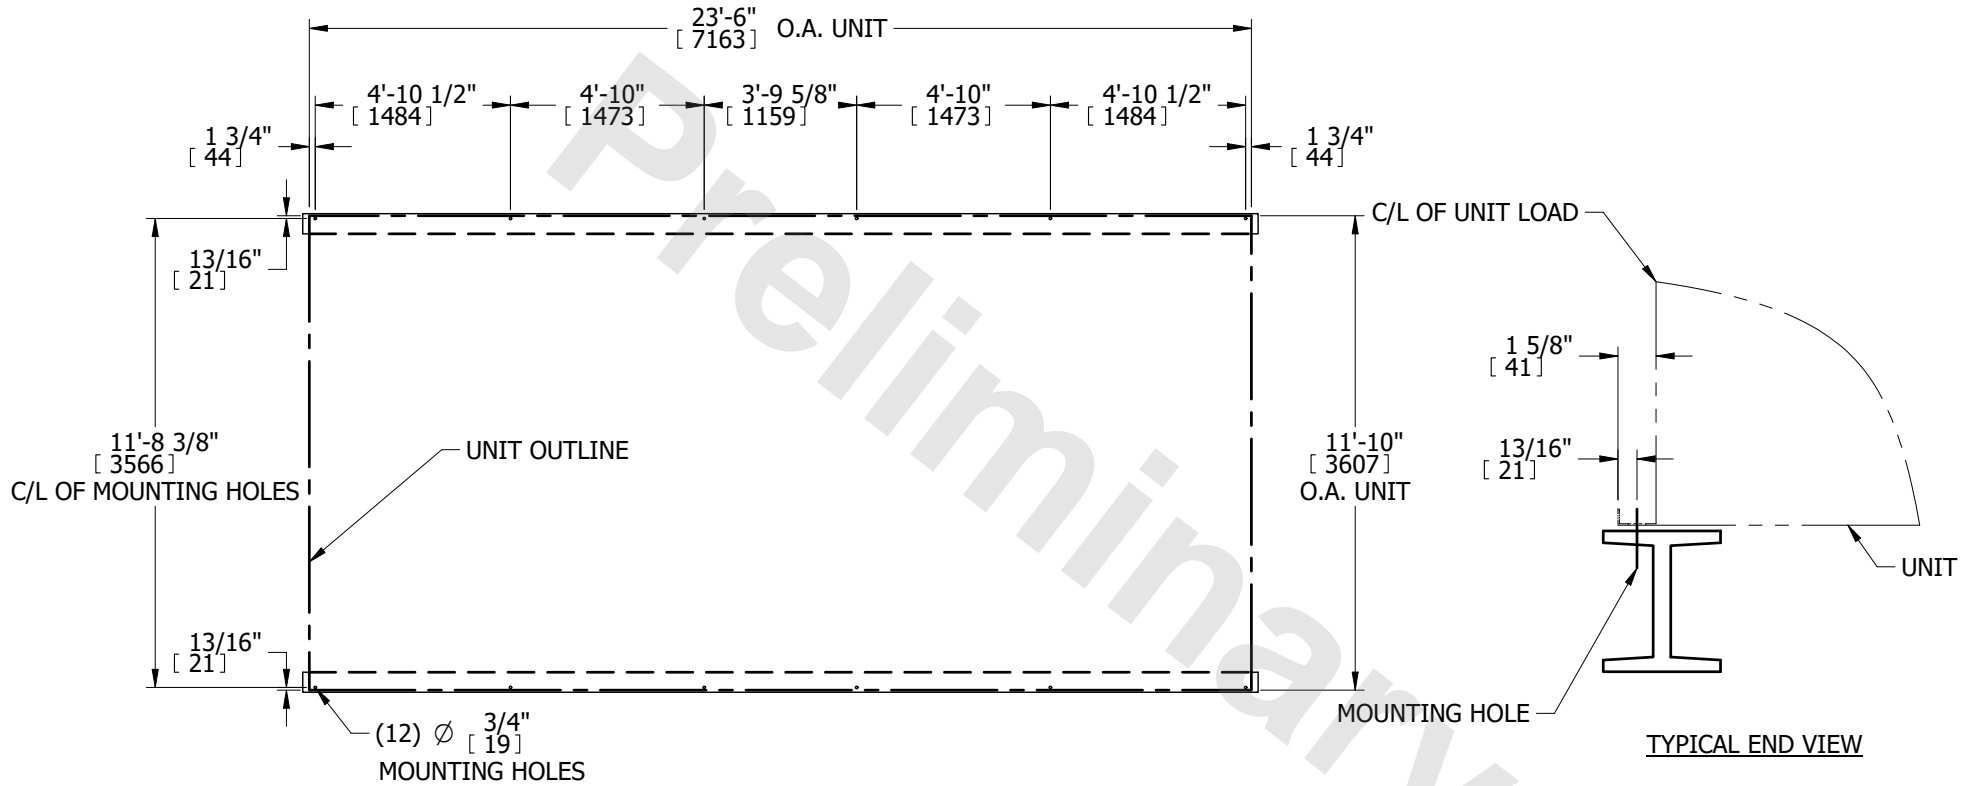 23'-6"
[ 7163] O.A. UNIT
4'-10 1/2"
[ 1484]
4'-10"
[ 1473]
3'-9 5/8"
[ 1159]
4'-10"
[ 1473]
4'-10 1/2"
[ 1484]
1 3/4"
[ 44]
1 3/4"
[ 44]
13/16"
[ 21]
11'-8 3/8"
[ 3566]
C/L OF MOUNTING HOLES
UNIT OUTLINE
11'-10"
[ 3607]
O.A. UNIT
13/16"
[ 21]
(12) Ø 3/4"
[ 19]
MOUNTING HOLES
C/L OF UNIT LOAD
1 5/8"
[ 41]
13/16"
[ 21]
UNIT
MOUNTING HOLE
TYPICAL END VIEW
Preliminary